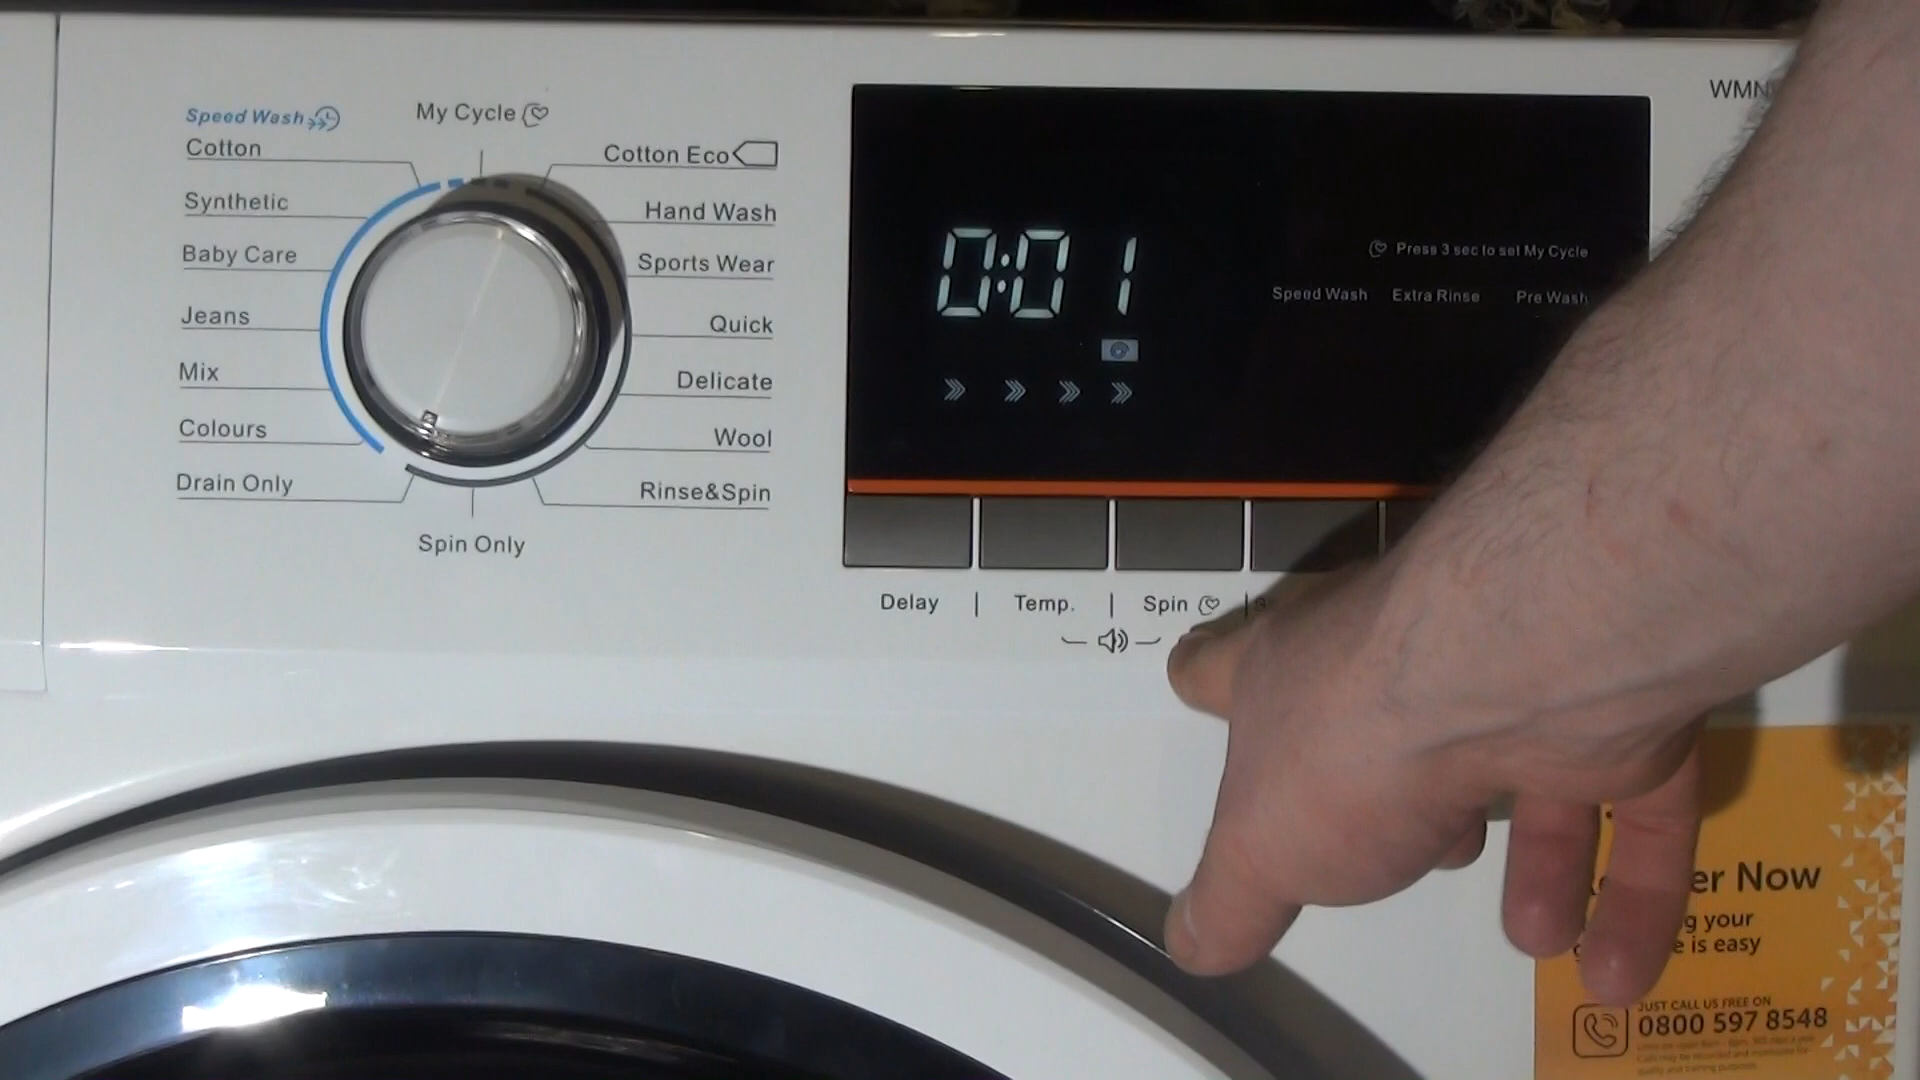 Speed Wash
My Cycle
Cotton
Cotton Eco
Synthetic
Hand Wash
Baby Care
Sports Wear
Jeans
Quick
Mix
Delicate
Colours
Wool
Drain Only
Rinse&Spin
Spin Only
0:01
Press 3 sec to set My Cycle
Speed Wash Extra Rinse Pre Wash
Delay | Temp. | Spin |
Now
your
is easy
JUST CALL US FREE ON
0800 597 8548